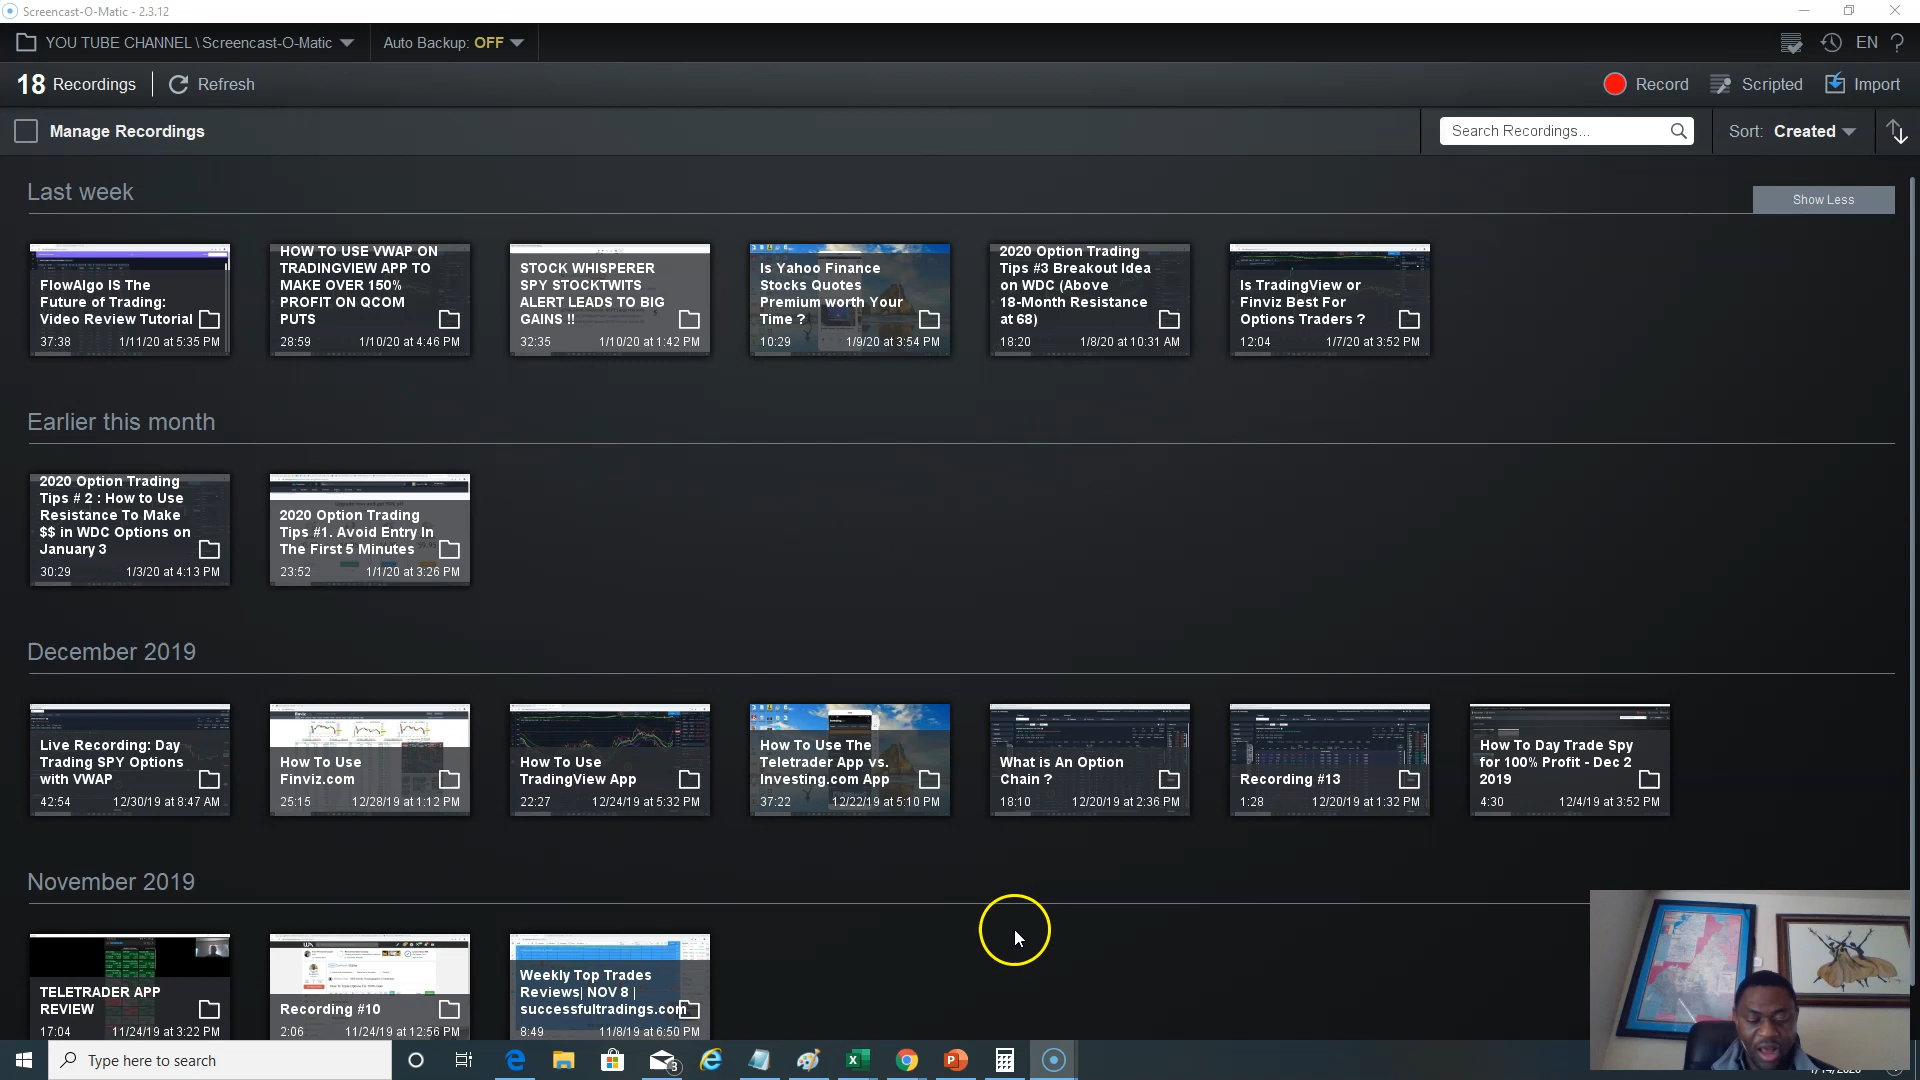 Screencast-O-Matic - 2.3.12
YOU TUBE CHANNEL \ Screencast-O-Matic
Auto Backup: OFF
EN ?
18 Recordings
Refresh
Record
Scripted
Import
Manage Recordings
Search Recordings...
Sort: Created
Last week
Show Less
FlowAlgo IS The
Future of Trading:
Video Review Tutorial
37:38 1/11/20 at 5:35 PM
HOW TO USE VWAP ON
TRADINGVIEW APP TO
MAKE OVER 150%
PROFIT ON QCOM
PUTS
28:59 1/10/20 at 4:46 PM
STOCK WHISPERER
SPY STOCKTWITS
ALERT LEADS TO BIG
GAINS !!
32:35 1/10/20 at 1:42 PM
Is Yahoo Finance
Stocks Quotes
Premium worth Your
Time ?
10:29 1/9/20 at 3:54 PM
2020 Option Trading
Tips #3 Breakout Idea
on WDC (Above
18-Month Resistance
at 68)
18:20 1/8/20 at 10:31 AM
Is TradingView or
Finviz Best For
Options Traders ?
12:04 1/7/20 at 3:52 PM
Earlier this month
2020 Option Trading
Tips # 2 : How to Use
Resistance To Make
$$ in WDC Options on
January 3
30:29 1/3/20 at 4:13 PM
2020 Option Trading
Tips #1. Avoid Entry In
The First 5 Minutes
23:52 1/1/20 at 3:26 PM
December 2019
Live Recording: Day
Trading SPY Options
with VWAP
42:54 12/30/19 at 8:47 AM
How To Use
Finviz.com
25:15 12/28/19 at 1:12 PM
How To Use
TradingView App
22:27 12/24/19 at 5:32 PM
How To Use The
Teletrader App vs.
Investing.com App
37:22 12/22/19 at 5:10 PM
What is An Option
Chain ?
18:10 12/20/19 at 2:36 PM
Recording #13
1:28 12/20/19 at 1:32 PM
How To Day Trade Spy
for 100% Profit - Dec 2
2019
4:30 12/4/19 at 3:52 PM
November 2019
TELETRADER APP
REVIEW
17:04 11/24/19 at 3:22 PM
Recording #10
2:06 11/24/19 at 12:56 PM
Weekly Top Trades
Reviews| NOV 8 |
successfultradings.com
8:49 11/8/19 at 6:50 PM
Type here to search
3